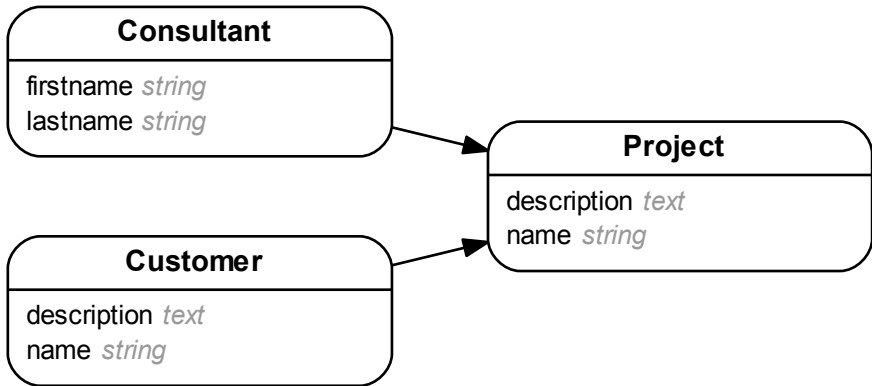 Consultant
firstname string
lastname string
Project
description text
name string
Customer
description text
name string